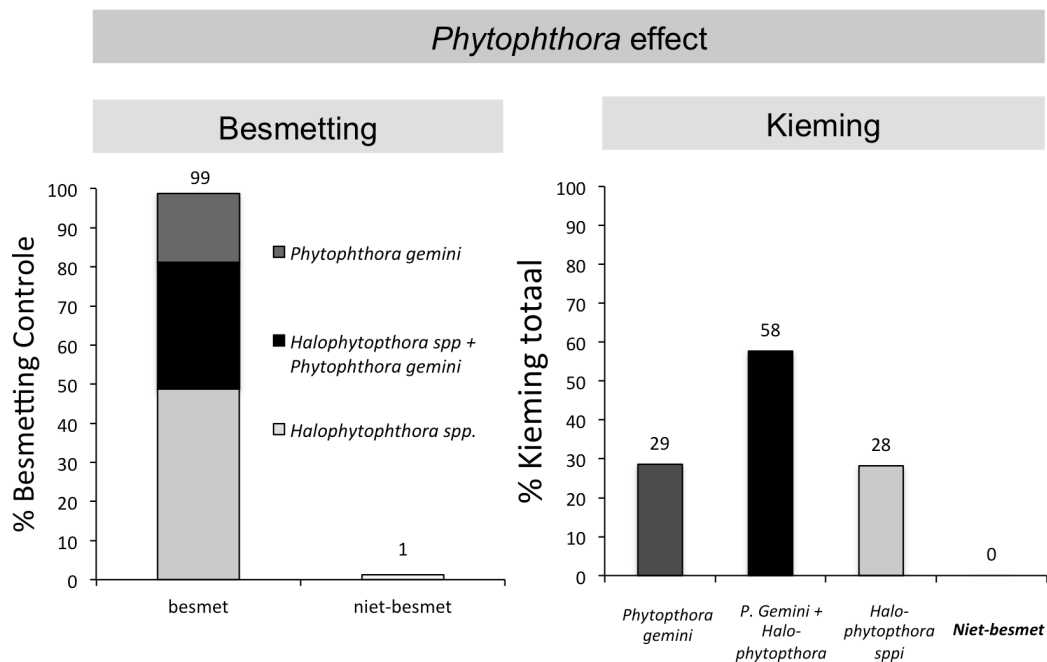 Phytophthora effect
Besmetting
% Besmetting Controle
100
90
80
70
60
50
40
30
20
10
0
99
1
besmet
niet-besmet
Phytophthora gemini
Halophytopthora spp +
Phytophthora gemini
Halophytophthora spp.
Kieming
% Kieming totaal
100
90
80
70
60
50
40
30
20
10
0
29
58
28
0
Phytopthora
gemini
P. Gemini +
Halo-
phytopthora
Halo-
phytopthora
sppi
Niet-besmet